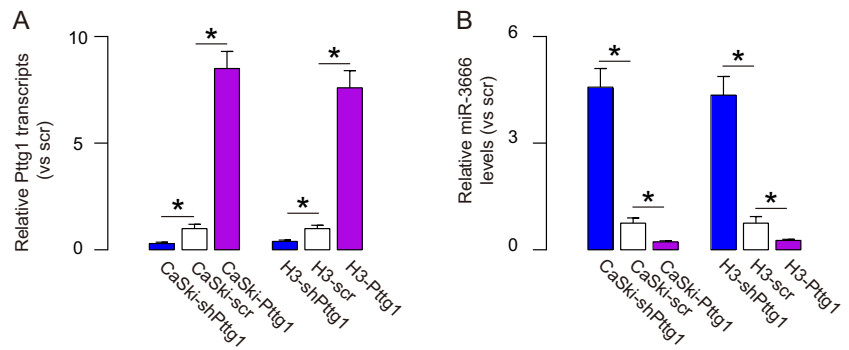 A
Relative Pttg1 transcripts
(vs scr)
10
5
0
*
*
*
*
CaSki-shPttg1
CaSki-scr
CaSki-Pttg1
H3-shPttg1
H3-scr
H3-Pttg1
B
Relative miR-3666
levels (vs scr)
6
3
0
*
*
*
*
CaSki-shPttg1
CaSki-scr
CaSki-Pttg1
H3-shPttg1
H3-scr
H3-Pttg1